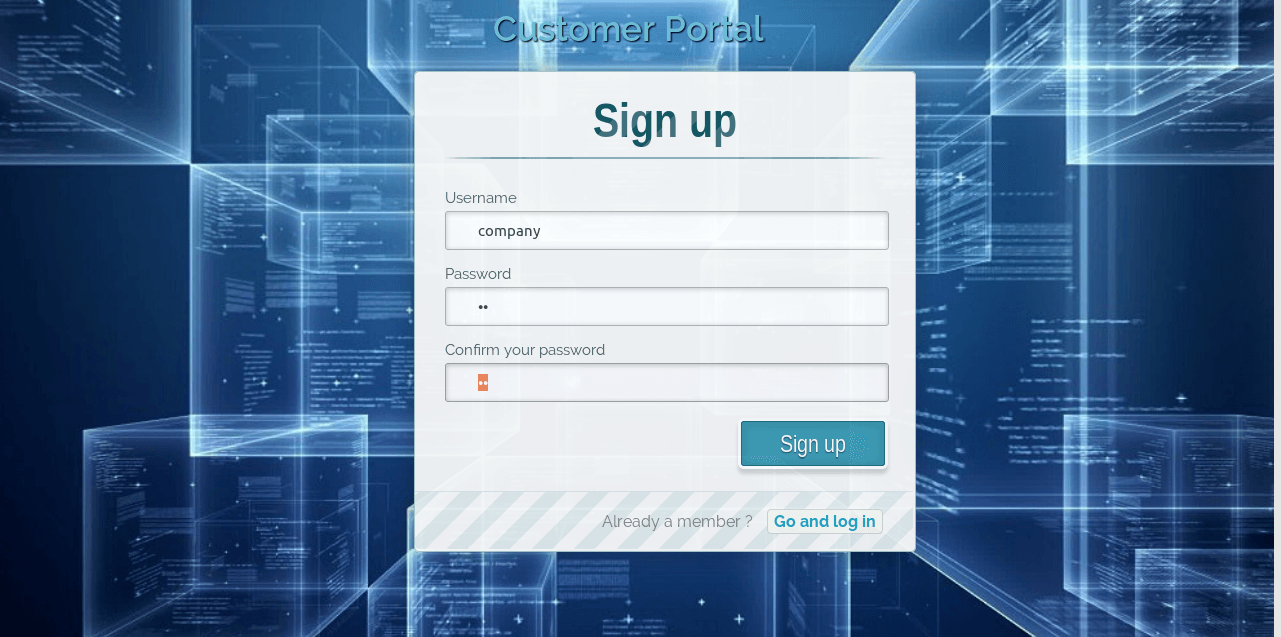 Customer Portal
Sign up
Username
company
Password
••
Confirm your password
••
Sign up
Already a member ? Go and log in